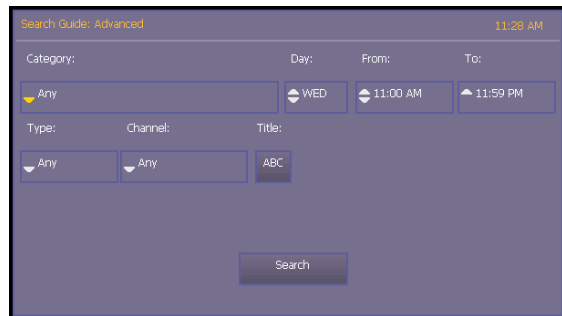 Search Guide: Advanced 11:28 AM
Category: Day: From: To:
Any WED 11:00 AM 11:59 PM
Type: Channel: Title:
Any Any ABC
Search